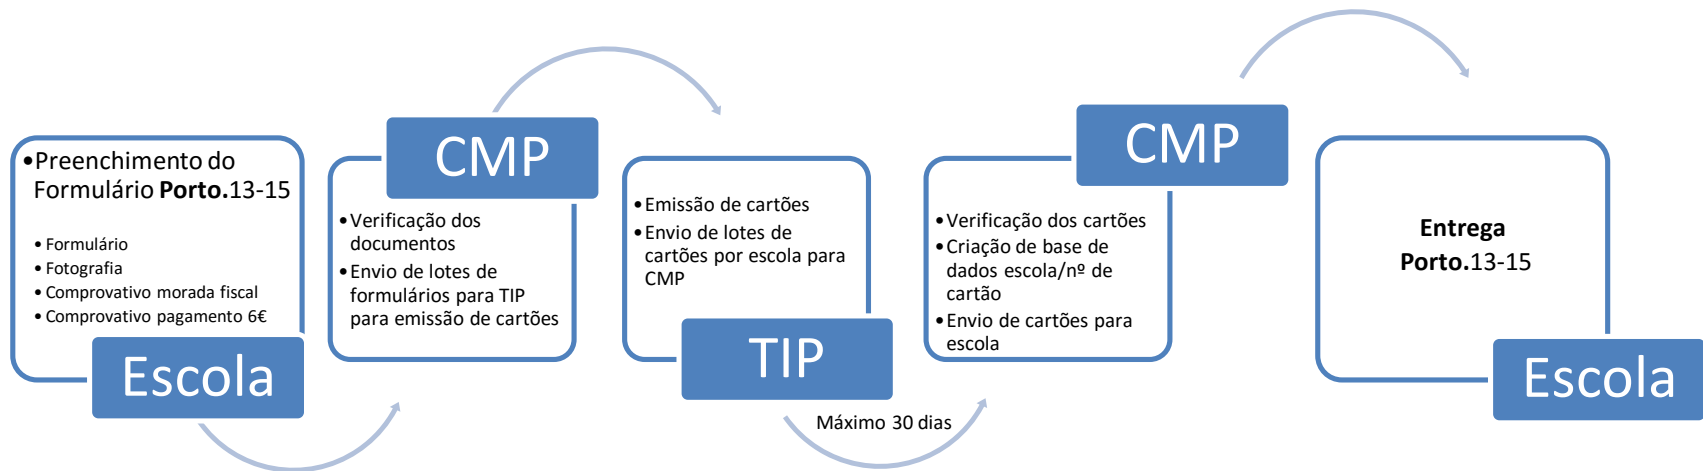 •Preenchimento do
Formulário Porto.13-15
• Formulário
• Fotografia
• Comprovativo morada fiscal
• Comprovativo pagamento 6€
Escola
CMP
•Verificação dos
documentos
•Envio de lotes de
formulários para TIP
para emissão de cartões
•Emissão de cartões
•Envio de lotes de
cartões por escola para
CMP
TIP
Máximo 30 dias
CMP
•Verificação dos cartões
•Criação de base de
dados escola/nº de
cartão
•Envio de cartões para
escola
Entrega
Porto.13-15
Escola